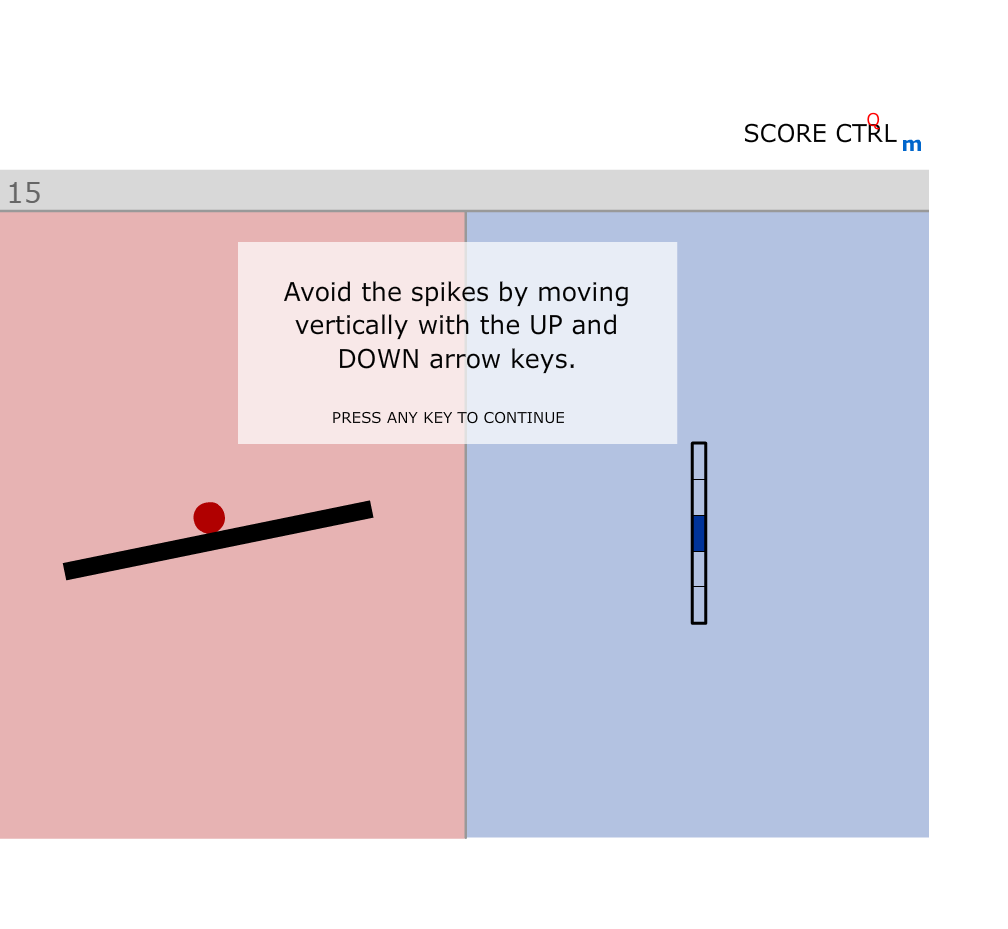 SCORE CTRL
Q
m
15
Avoid the spikes by moving
vertically with the UP and
DOWN arrow keys.
PRESS ANY KEY TO CONTINUE